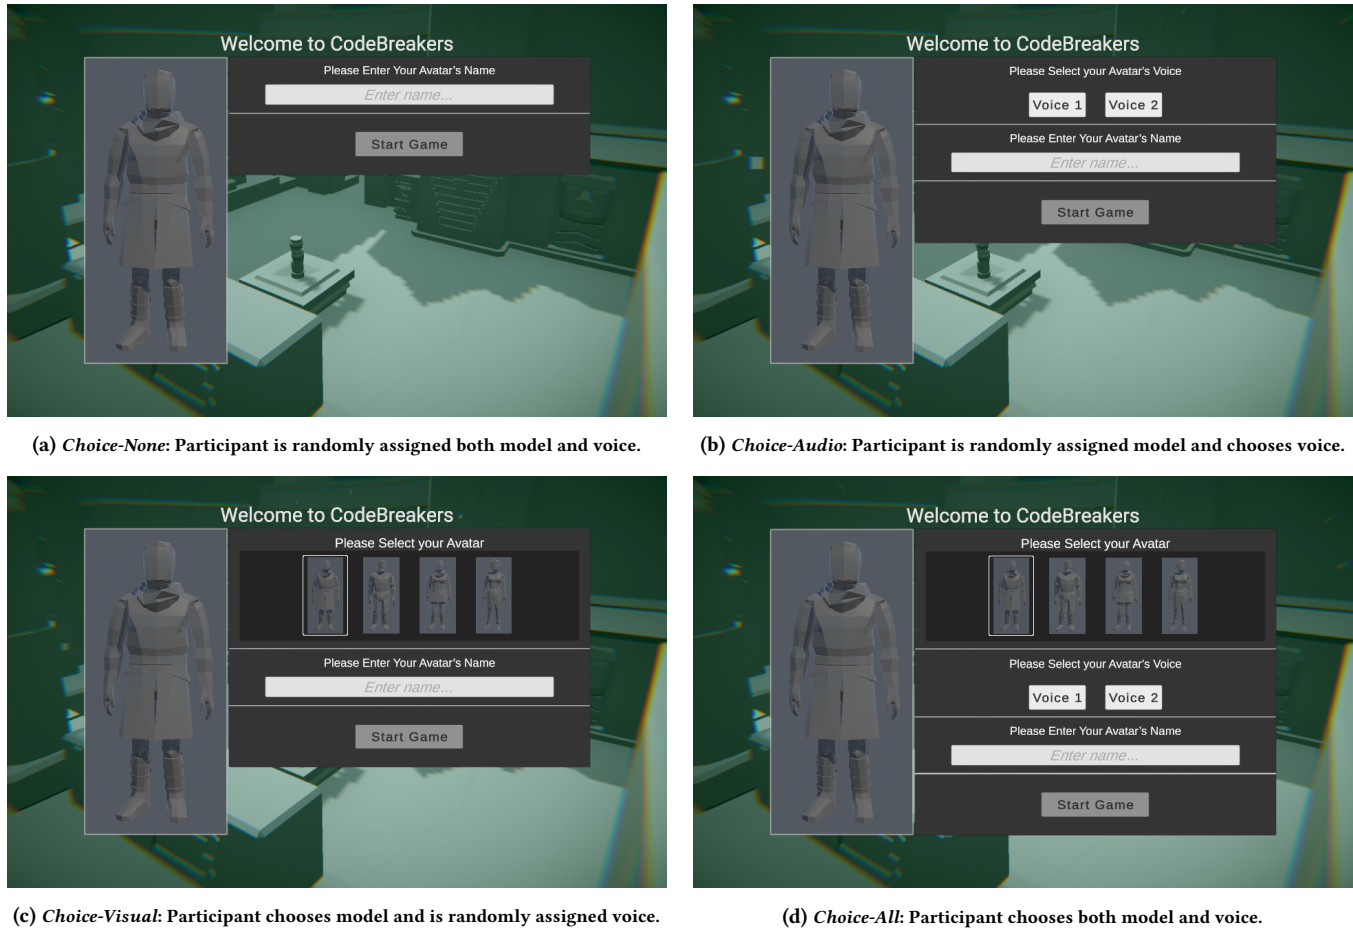 Welcome to CodeBreakers
Please Enter Your Avatar's Name
Enter name...
Start Game
(a) Choice-None: Participant is randomly assigned both model and voice.
Welcome to CodeBreakers
Please Select your Avatar's Voice
Voice 1 Voice 2
Please Enter Your Avatar's Name
Enter name...
Start Game
(b) Choice-Audio: Participant is randomly assigned model and chooses voice.
Welcome to CodeBreakers
Please Select your Avatar
Please Enter Your Avatar's Name
Enter name...
Start Game
(c) Choice-Visual: Participant chooses model and is randomly assigned voice.
Welcome to CodeBreakers
Please Select your Avatar
Please Select your Avatar's Voice
Voice 1 Voice 2
Please Enter Your Avatar's Name
Enter name...
Start Game
(d) Choice-All: Participant chooses both model and voice.